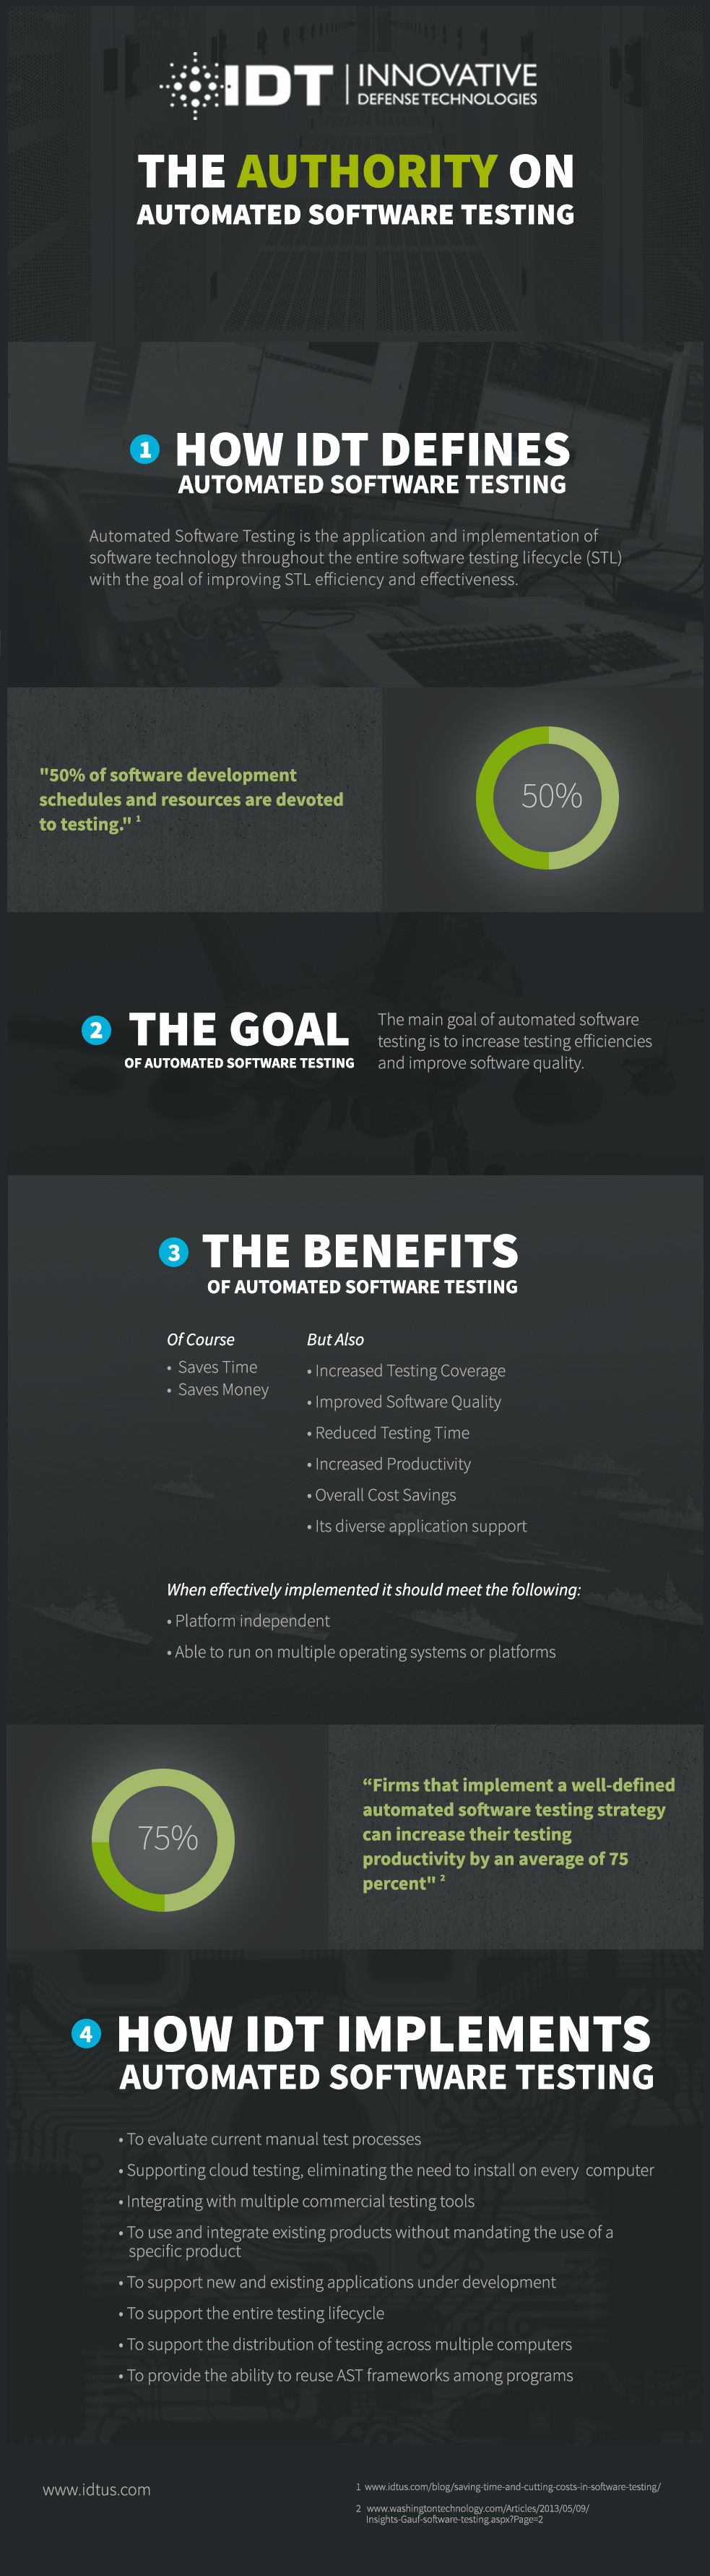 IDT | INNOVATIVE
DEFENSE TECHNOLOGIES
THE AUTHORITY ON
AUTOMATED SOFTWARE TESTING
1 HOW IDT DEFINES
AUTOMATED SOFTWARE TESTING
Automated Software Testing is the application and implementation of
software technology throughout the entire software testing lifecycle (STL)
with the goal of improving STL efficiency and effectiveness.
"50% of software development
schedules and resources are devoted
to testing." 1
50%
2 THE GOAL
OF AUTOMATED SOFTWARE TESTING
The main goal of automated software
testing is to increase testing efficiencies
and improve software quality.
3 THE BENEFITS
OF AUTOMATED SOFTWARE TESTING
Of Course
• Saves Time
• Saves Money
But Also
• Increased Testing Coverage
• Improved Software Quality
• Reduced Testing Time
• Increased Productivity
• Overall Cost Savings
• Its diverse application support
When effectively implemented it should meet the following:
• Platform independent
• Able to run on multiple operating systems or platforms
75%
“Firms that implement a well-defined
automated software testing strategy
can increase their testing
productivity by an average of 75
percent" 2
4 HOW IDT IMPLEMENTS
AUTOMATED SOFTWARE TESTING
• To evaluate current manual test processes
• Supporting cloud testing, eliminating the need to install on every computer
• Integrating with multiple commercial testing tools
• To use and integrate existing products without mandating the use of a
specific product
• To support new and existing applications under development
• To support the entire testing lifecycle
• To support the distribution of testing across multiple computers
• To provide the ability to reuse AST frameworks among programs
www.idtus.com
1 www.idtus.com/blog/saving-time-and-cutting-costs-in-software-testing/
2 www.washingtontechnology.com/Articles/2013/05/09/
Insights-Gauf-software-testing.aspx?Page=2